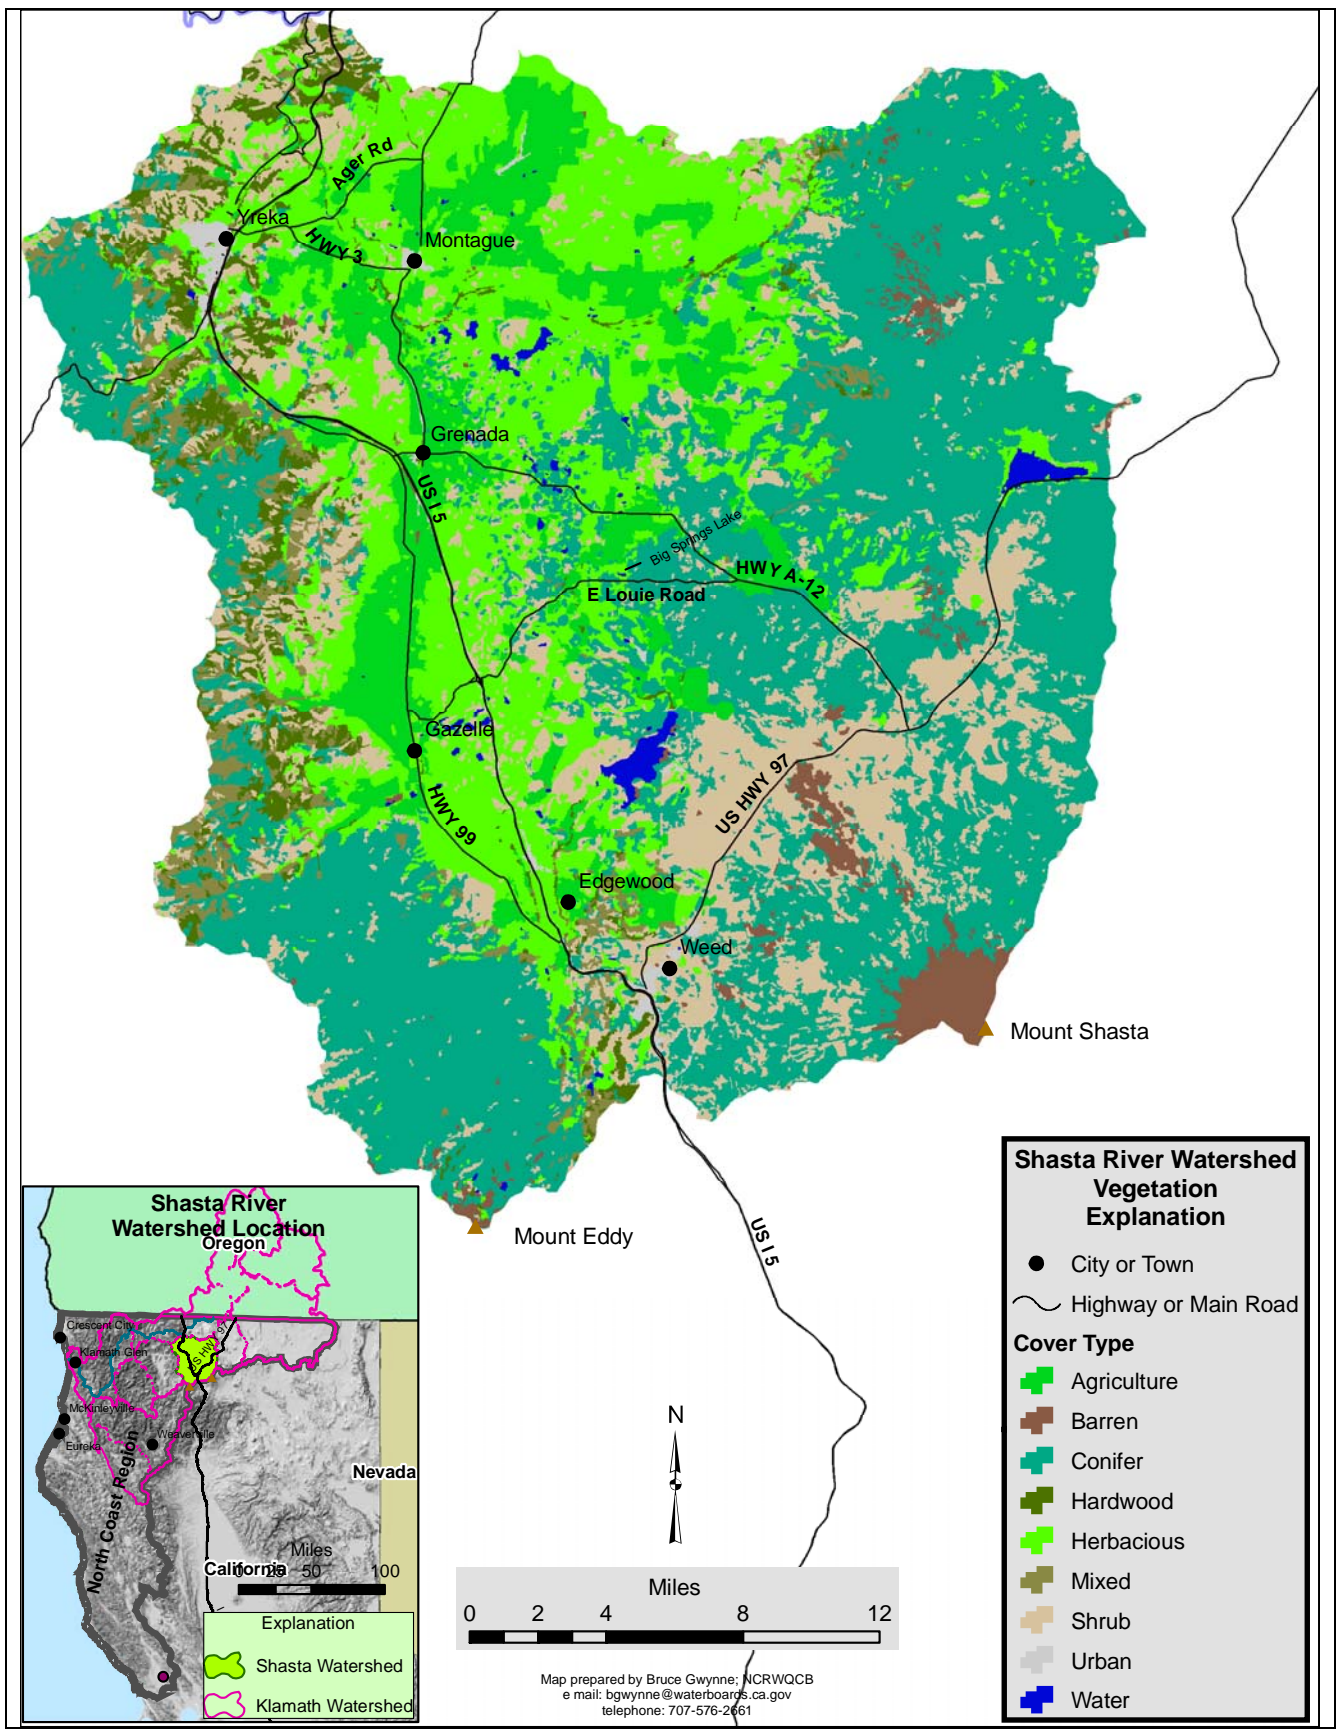 Ager Rd
Yreka
HWY 3
Montague
Grenada
US I 5
Big Springs Lake
HWY A-12
E Louie Road
Gazelle
US HWY 97
HWY 99
Edgewood
Weed
Mount Shasta
Mount Eddy
US I 5
Shasta River
Watershed Location
Oregon
Crescent City
Klamath Glen
US HWY 97
McKinleyville
Eureka
Weaverville
Nevada
North Coast Region
Miles
California
0 25 50 100
Explanation
Shasta Watershed
Klamath Watershed
N
Miles
0 2 4 8 12
Map prepared by Bruce Gwynne; NCRWQCB
e mail: bgwynne@waterboards.ca.gov
telephone: 707-576-2661
Shasta River Watershed
Vegetation
Explanation
City or Town
Highway or Main Road
Cover Type
Agriculture
Barren
Conifer
Hardwood
Herbacious
Mixed
Shrub
Urban
Water